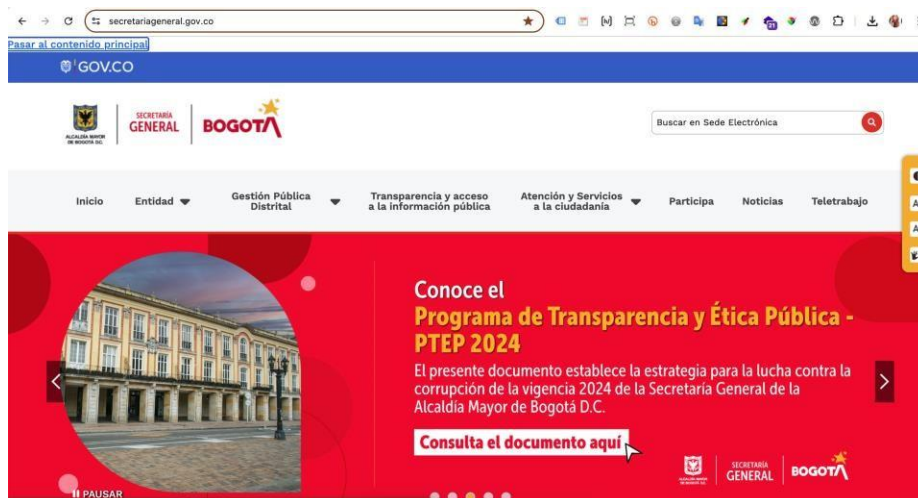 secretariageneral.gov.co
Pasar al contenido principal
GOV.CO
ALCALDÍA MAYOR
DE BOGOTÁ D.C.
SECRETARÍA
GENERAL
BOGOTÁ
Buscar en Sede Electrónica
Inicio
Entidad
Gestión Pública
Distrital
Transparencia y acceso
a la información pública
Atención y Servicios
a la ciudadanía
Participa
Noticias
Teletrabajo
A
A
Conoce el
Programa de Transparencia y Ética Pública -
PTEP 2024
El presente documento establece la estrategia para la lucha contra la
corrupción de la vigencia 2024 de la Secretaría General de la
Alcaldía Mayor de Bogotá D.C.
Consulta el documento aquí
SECRETARÍA
GENERAL
BOGOTÁ
PAUSAR